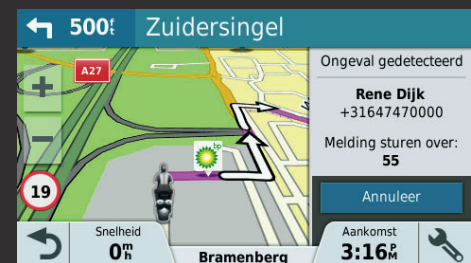 500ft Zuidersingel
A27
Ongeval gedetecteerd
Rene Dijk
+31647470000
Melding sturen over:
55
bp
19
Annuleer
Snelheid
0mh
Bramenberg
Aankomst
3:16PM